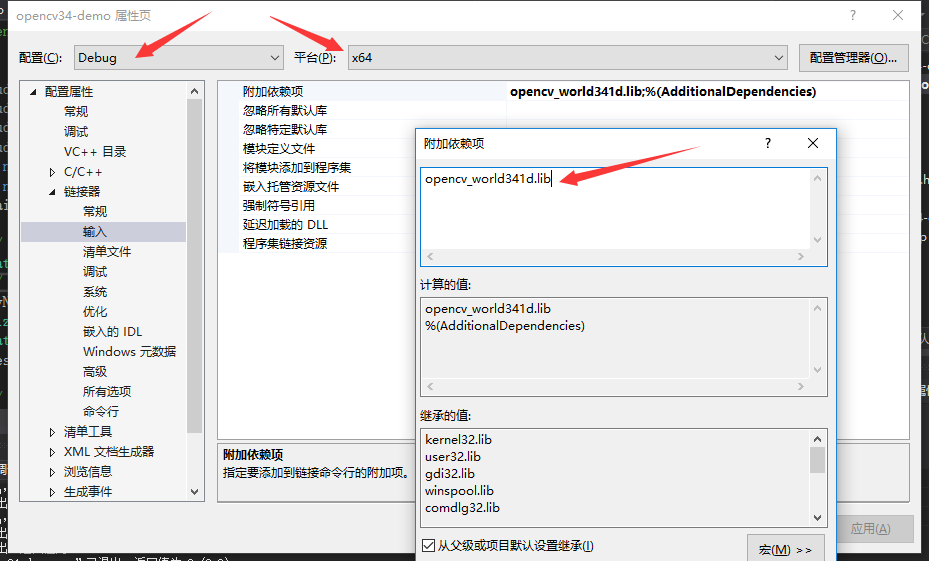 opencv34-demo 属性页
配置(C): Debug 平台(P): x64 配置管理器(O)...
配置属性
常规
调试
VC++ 目录
C/C++
链接器
常规
输入
清单文件
调试
系统
优化
嵌入的 IDL
Windows 元数据
高级
所有选项
命令行
清单工具
XML 文档生成器
浏览信息
生成事件
附加依赖项 opencv_world341d.lib;%(AdditionalDependencies)
忽略所有默认库
忽略特定默认库
模块定义文件
将模块添加到程序集
嵌入托管资源文件
强制符号引用
延迟加载的 DLL
程序集链接资源
附加依赖项
指定要添加到链接命令行的附加项。
附加依赖项
opencv_world341d.lib
计算的值:
opencv_world341d.lib
%(AdditionalDependencies)
继承的值:
kernel32.lib
user32.lib
gdi32.lib
winspool.lib
comdlg32.lib
从父级或项目默认设置继承(I)
宏(M) >>
应用(A)